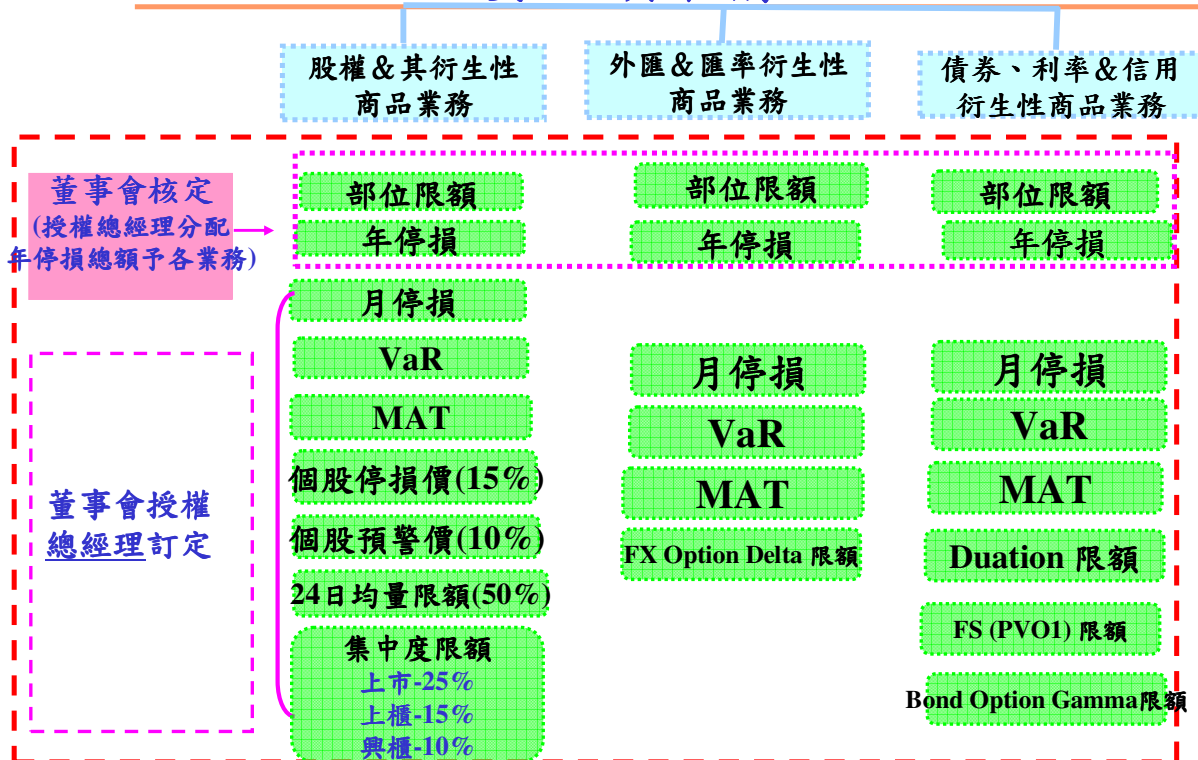 股權&其衍生性
商品業務
外匯&匯率衍生性
商品業務
債券、利率&信用
衍生性商品業務
董事會核定
(授權總經理分配
年停損總額予各業務)
部位限額
年停損
部位限額
年停損
部位限額
年停損
董事會授權
總經理訂定
月停損
VaR
MAT
個股停損價(15%)
個股預警價(10%)
24日均量限額(50%)
集中度限額
上市-25%
上櫃-15%
興櫃-10%
月停損
VaR
MAT
FX Option Delta 限額
月停損
VaR
MAT
Duation 限額
FS (PVO1) 限額
Bond Option Gamma限額